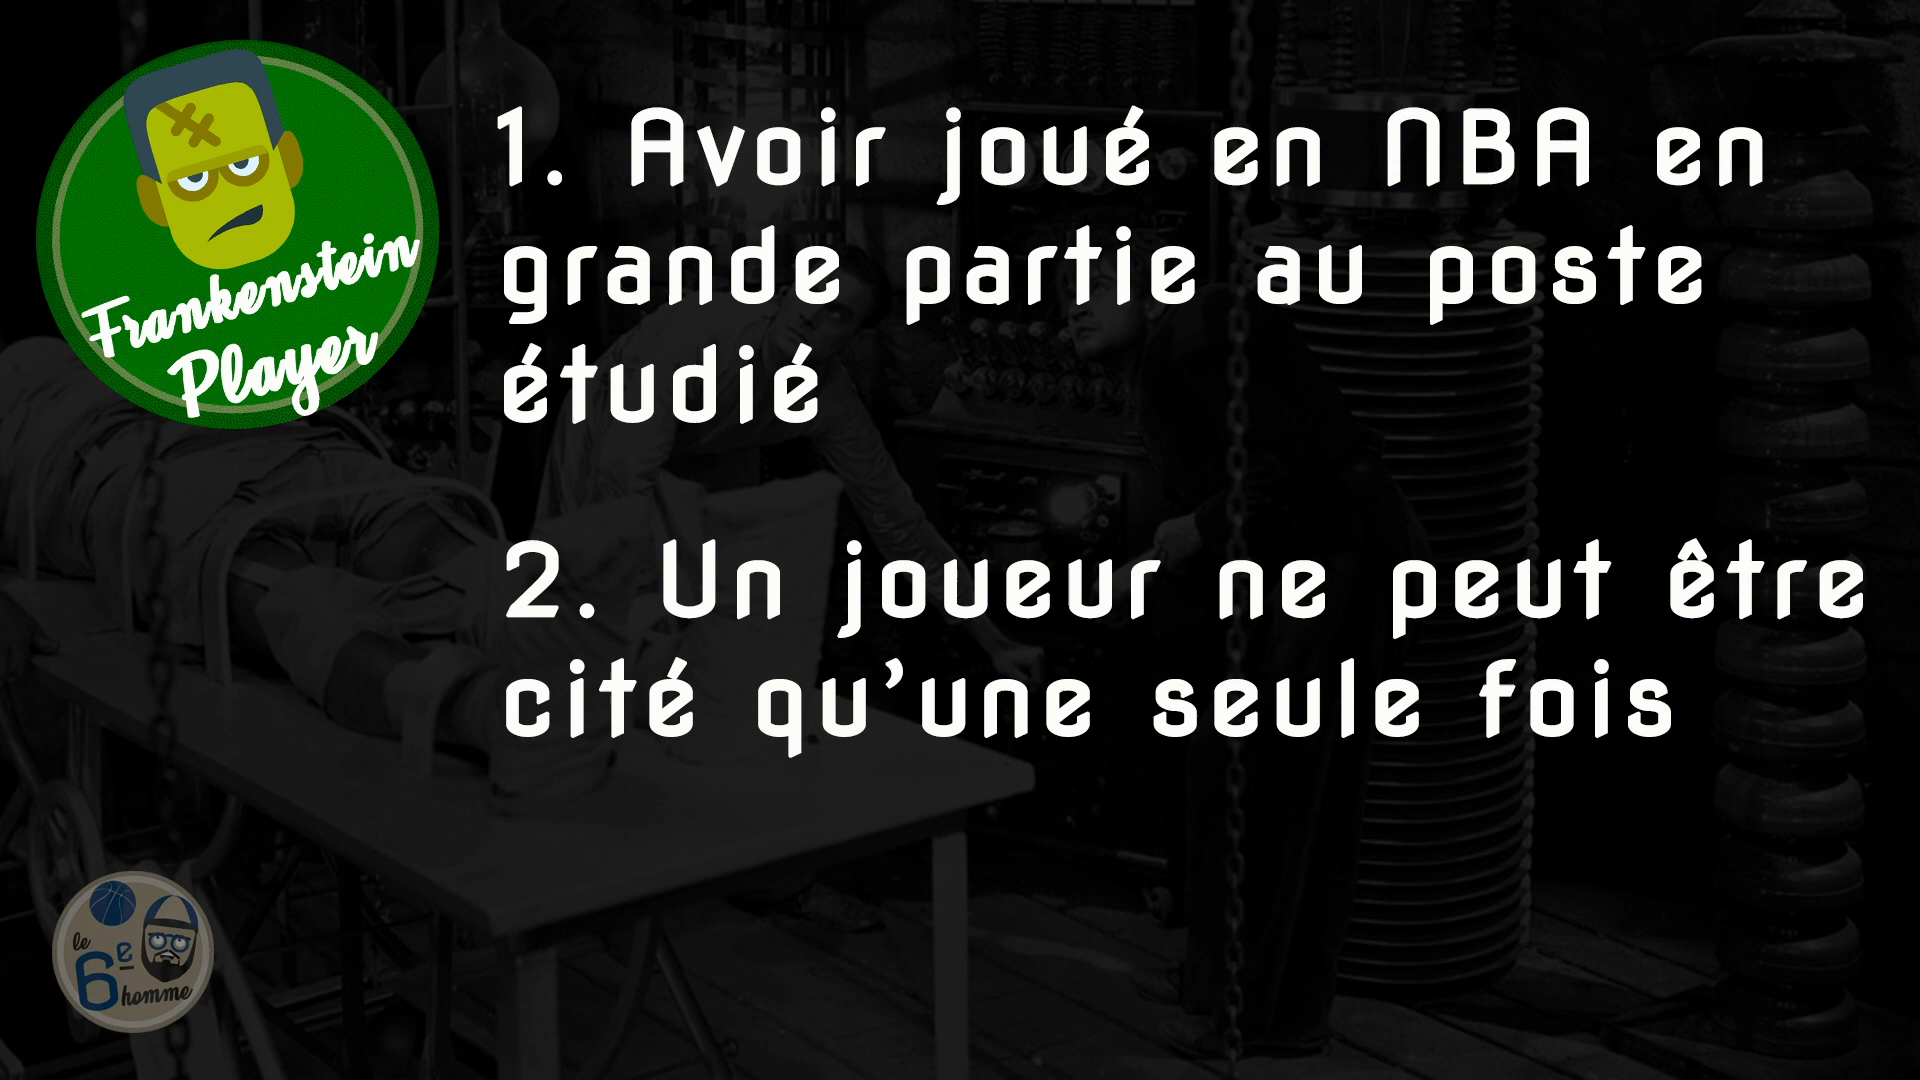 Frankenstein
Player
1. Avoir joué en NBA en
grande partie au poste
étudié
2. Un joueur ne peut être
cité qu’une seule fois
le
6e
homme